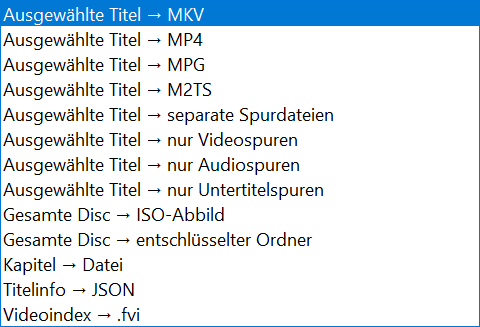 Ausgewählte Titel → MKV
Ausgewählte Titel → MP4
Ausgewählte Titel → MPG
Ausgewählte Titel → M2TS
Ausgewählte Titel → separate Spurdateien
Ausgewählte Titel → nur Videospuren
Ausgewählte Titel → nur Audiospuren
Ausgewählte Titel → nur Untertitelspuren
Gesamte Disc → ISO-Abbild
Gesamte Disc → entschlüsselter Ordner
Kapitel → Datei
Titelinfo → JSON
Videoindex → .fvi